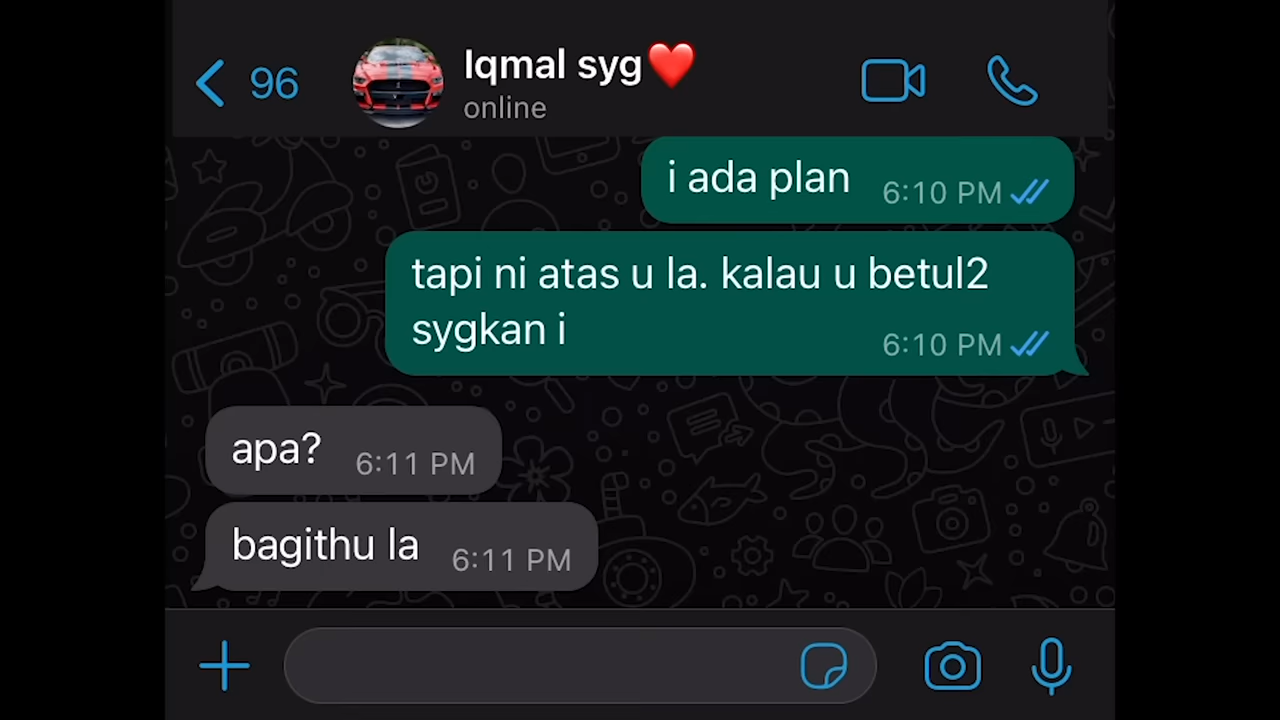 96
Iqmal syg❤️
online
i ada plan 6:10 PM
tapi ni atas u la. kalau u betul2
sygkan i 6:10 PM
apa? 6:11 PM
bagithu la 6:11 PM